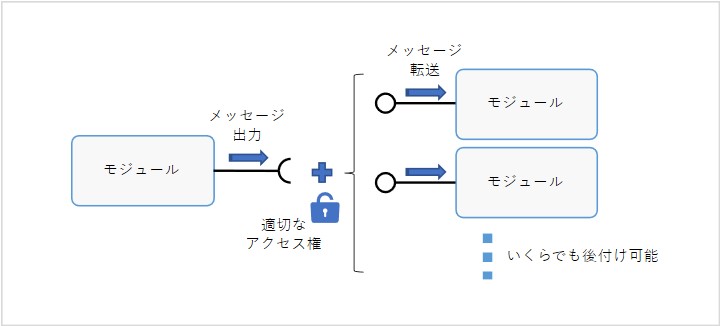 モジュール
メッセージ
出力
適切な
アクセス権
メッセージ
転送
モジュール
モジュール
いくらでも後付け可能